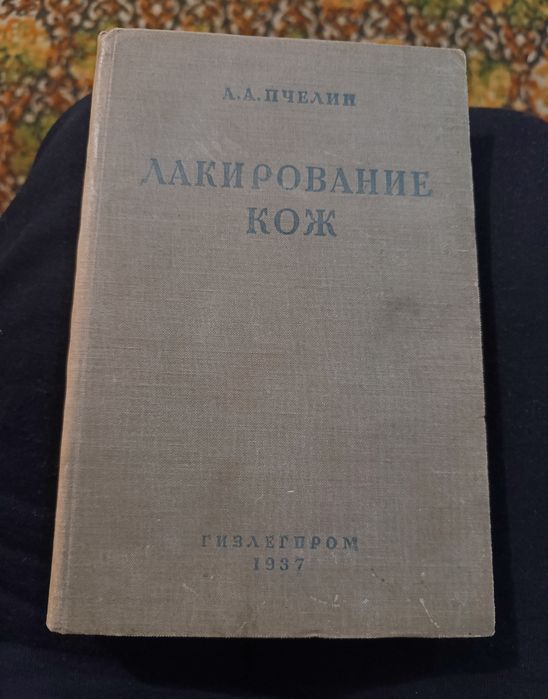 А. А. ПЧЕЛИН
ЛАКИРОВАНИЕ
КОЖ
ГИЗЛЕГПРОМ
1937